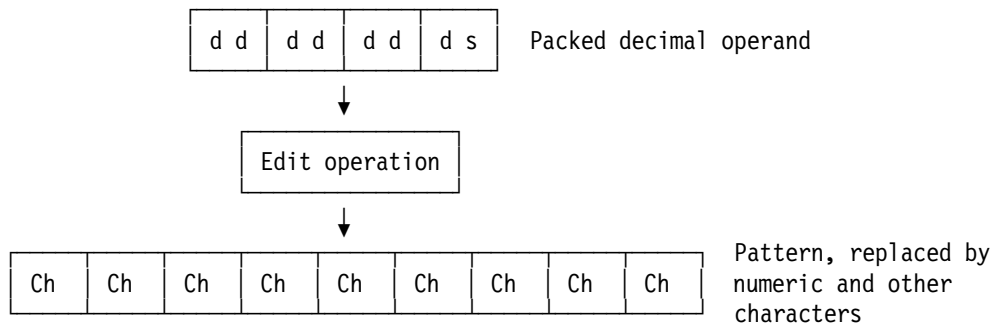 d d d d d d d s Packed decimal operand
Edit operation
Ch Ch Ch Ch Ch Ch Ch Ch Ch
Pattern, replaced by
numeric and other
characters